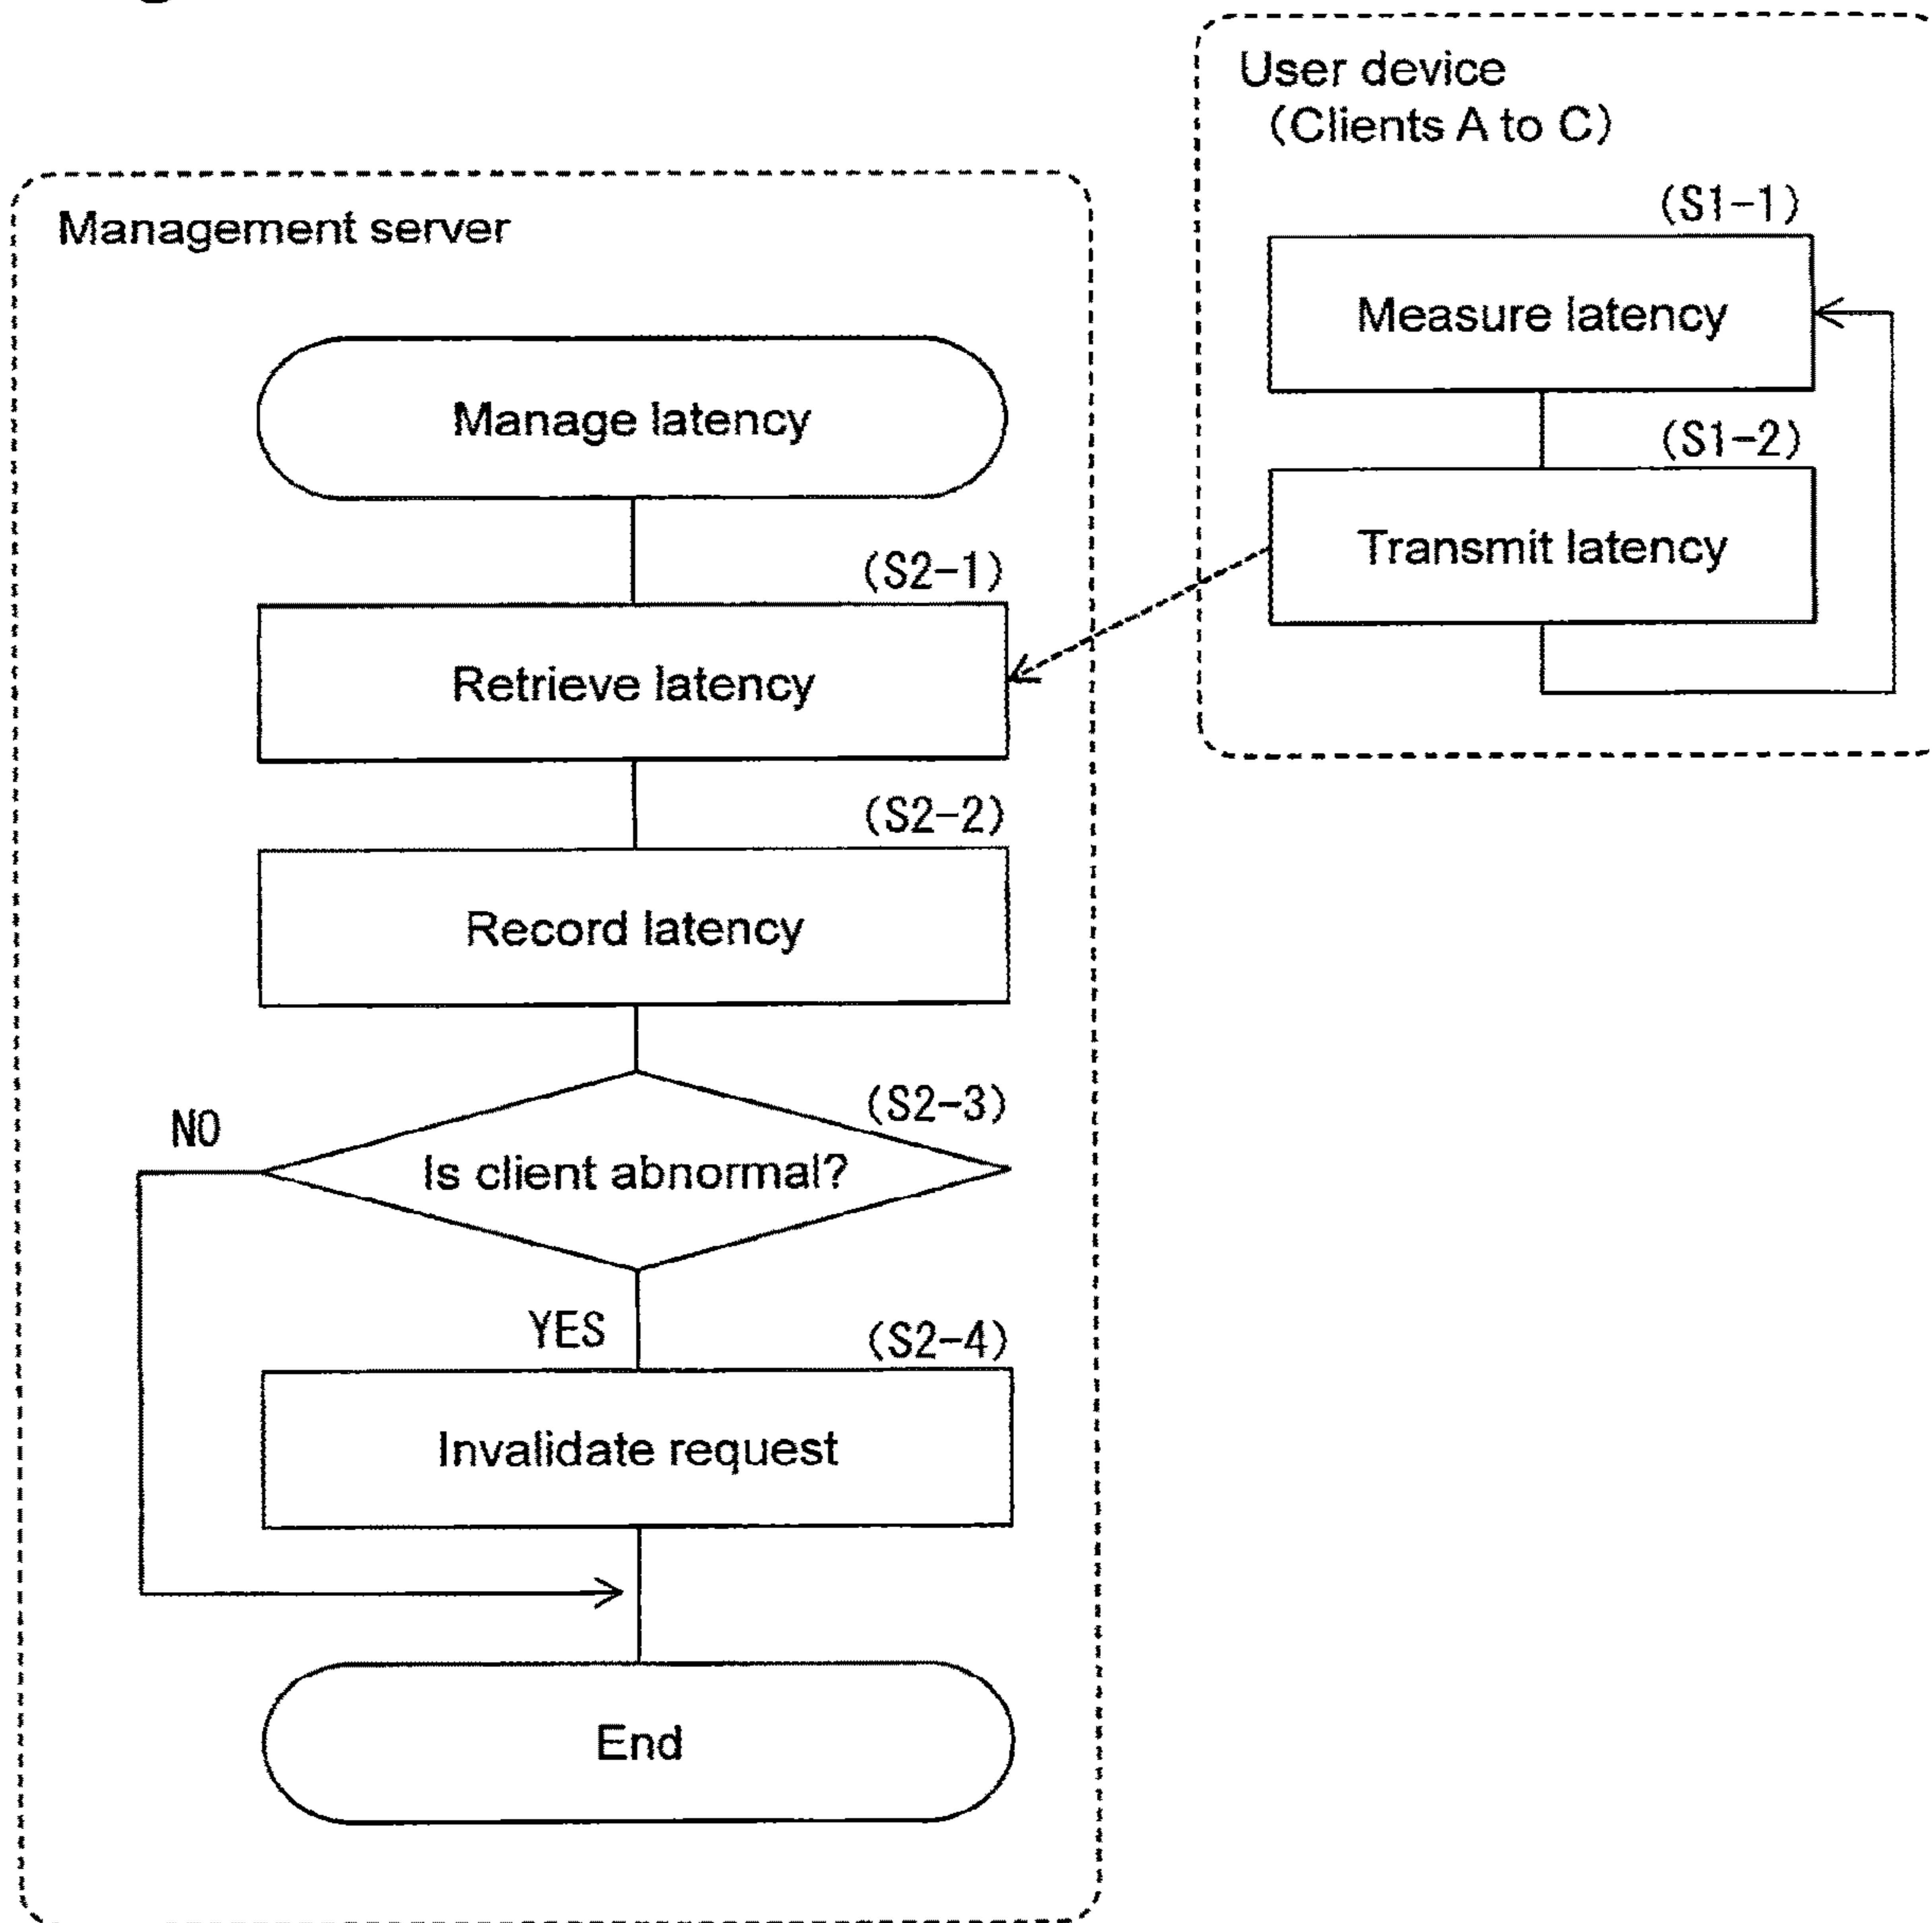 User device
(Clients A to C)
(S1-1)
Measure latency
(S1-2)
Transmit latency
Management server
Manage latency
(S2-1)
Retrieve latency
(S2-2)
Record latency
(S2-3)
NO
Is client abnormal?
YES
(S2-4)
Invalidate request
End